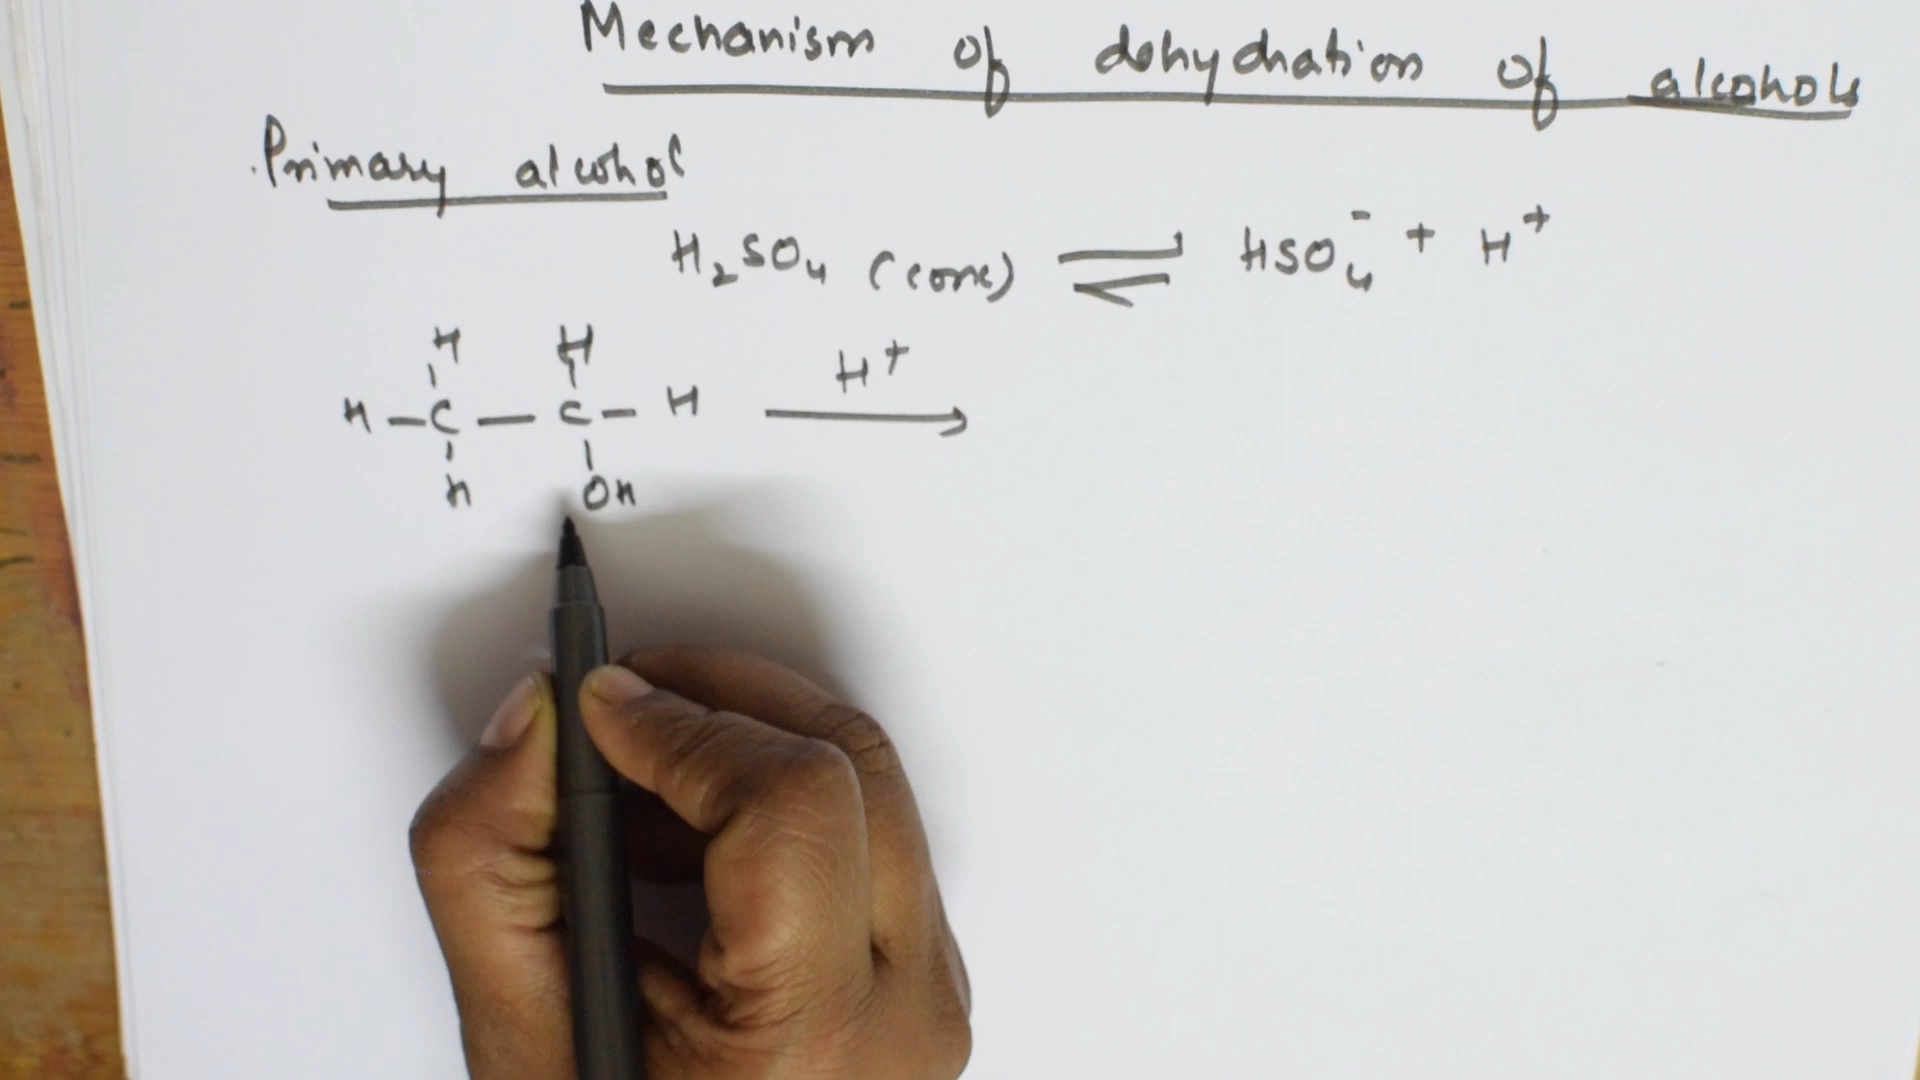 Mechanism of dehydration of alcohols
Primary alcohol
H₂SO₄ (conc) ⇌ HSO₄⁻ + H⁺
H H
H – C – C – H H⁺ →
H OH